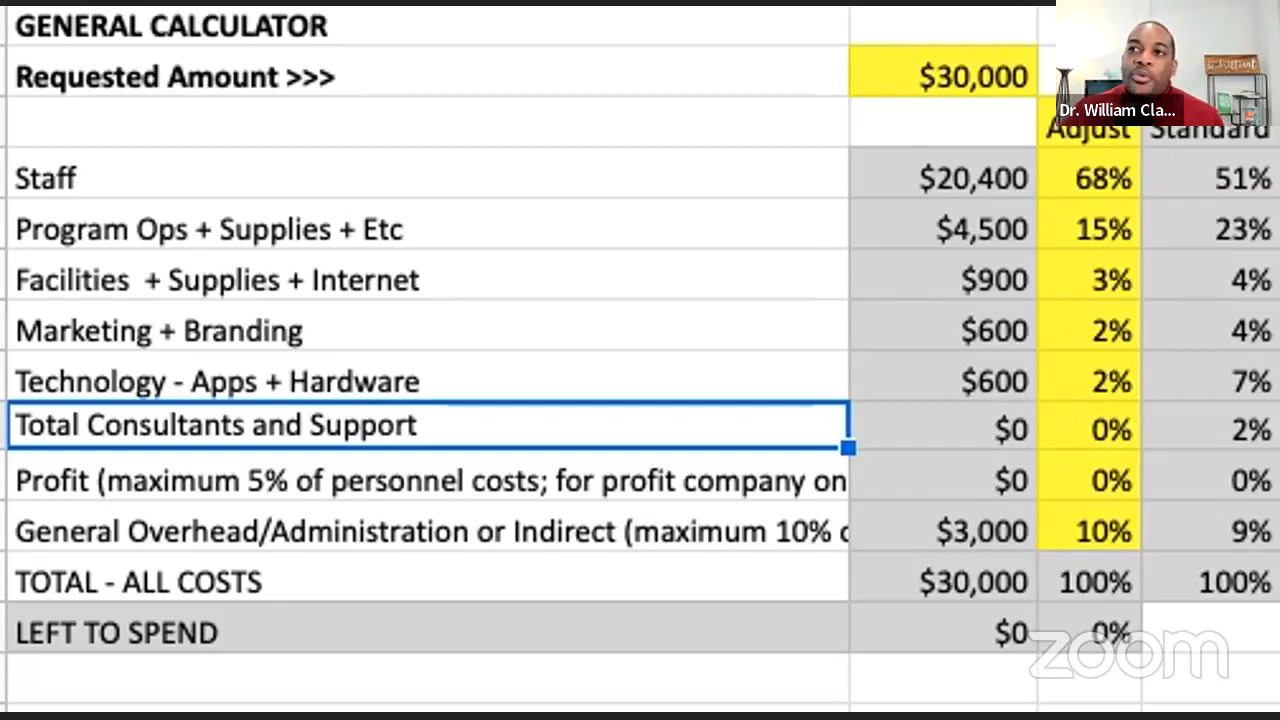 GENERAL CALCULATOR
Requested Amount >>> $30,000
Adjust Standard
Staff $20,400 68% 51%
Program Ops + Supplies + Etc $4,500 15% 23%
Facilities + Supplies + Internet $900 3% 4%
Marketing + Branding $600 2% 4%
Technology - Apps + Hardware $600 2% 7%
Total Consultants and Support $0 0% 2%
Profit (maximum 5% of personnel costs; for profit company on $0 0% 0%
General Overhead/Administration or Indirect (maximum 10% $3,000 10% 9%
TOTAL - ALL COSTS $30,000 100% 100%
LEFT TO SPEND $0 0%
brilliant
Dr. William Cla...
zoom